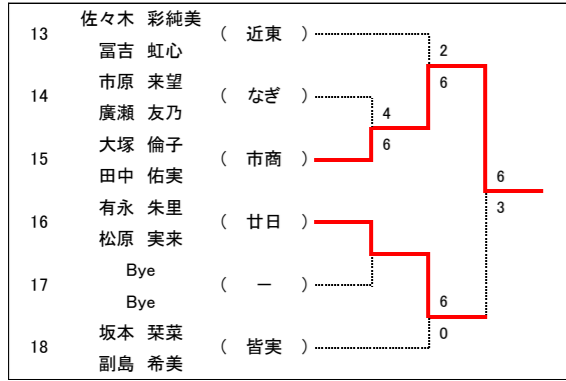 佐々木 彩純美
13 ( 近東 )
冨吉 虹心
2
市原 来望
6
14 ( なぎ )
廣瀬 友乃
4
大塚 倫子
6
15 ( 市商 )
田中 佑実
6
有永 朱里
3
16 ( 廿日 )
松原 実来
Bye
17 ( ー )
Bye
6
坂本 栞菜
0
18 ( 皆実 )
副島 希美